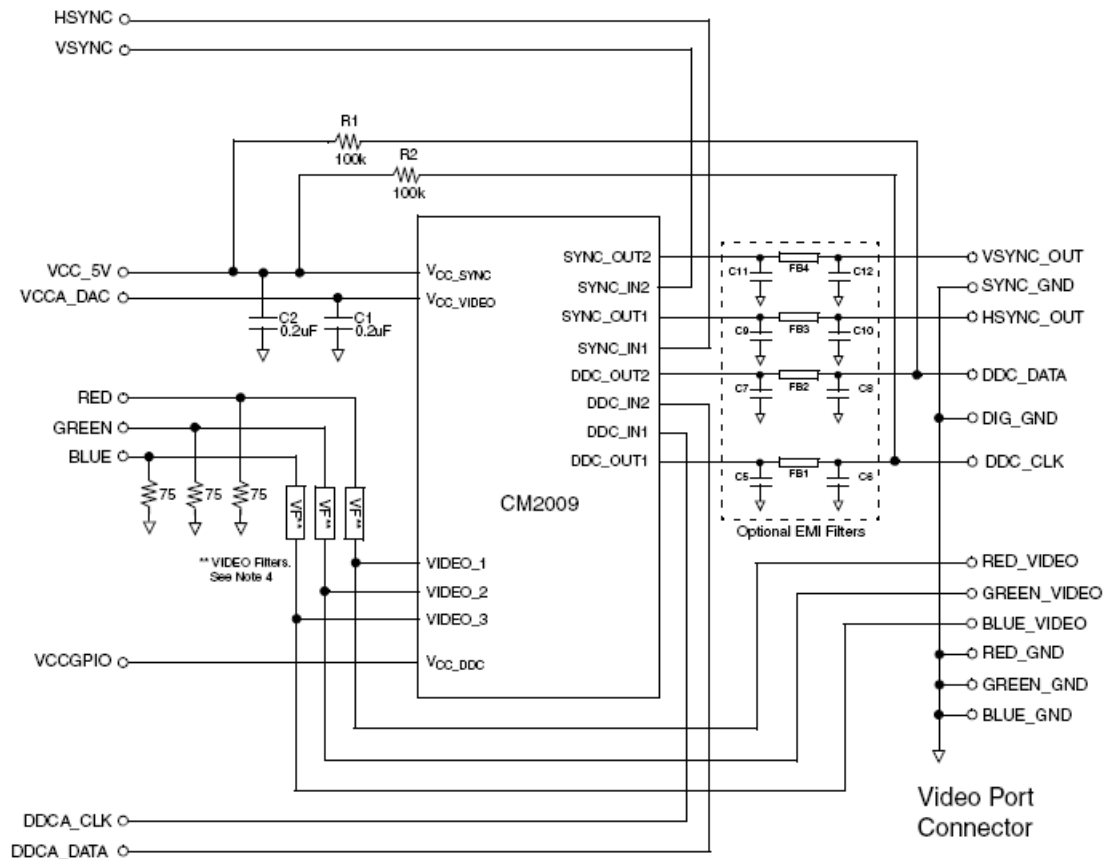 HSYNC
VSYNC
R1
100k
R2
100k
VCC_5V
VCCA_DAC
C2
0.2uF
C1
0.2uF
RED
GREEN
BLUE
75
75
75
VF**
VF**
VF**
** VIDEO Filters.
See Note 4
VCCGPIO
DDCA_CLK
DDCA_DATA
VCC_SYNC
VCC_VIDEO
VIDEO_1
VIDEO_2
VIDEO_3
VCC_DDC
CM2009
SYNC_OUT2
SYNC_IN2
SYNC_OUT1
SYNC_IN1
DDC_OUT2
DDC_IN2
DDC_IN1
DDC_OUT1
C11
FB4
C12
C9
FB3
C10
C7
FB2
C8
C5
FB1
C6
Optional EMI Filters
VSYNC_OUT
SYNC_GND
HSYNC_OUT
DDC_DATA
DIG_GND
DDC_CLK
RED_VIDEO
GREEN_VIDEO
BLUE_VIDEO
RED_GND
GREEN_GND
BLUE_GND
Video Port
Connector